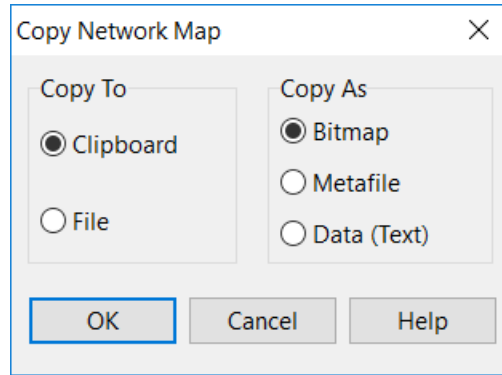 Copy Network Map
Copy To
Clipboard
File
Copy As
Bitmap
Metafile
Data (Text)
OK
Cancel
Help